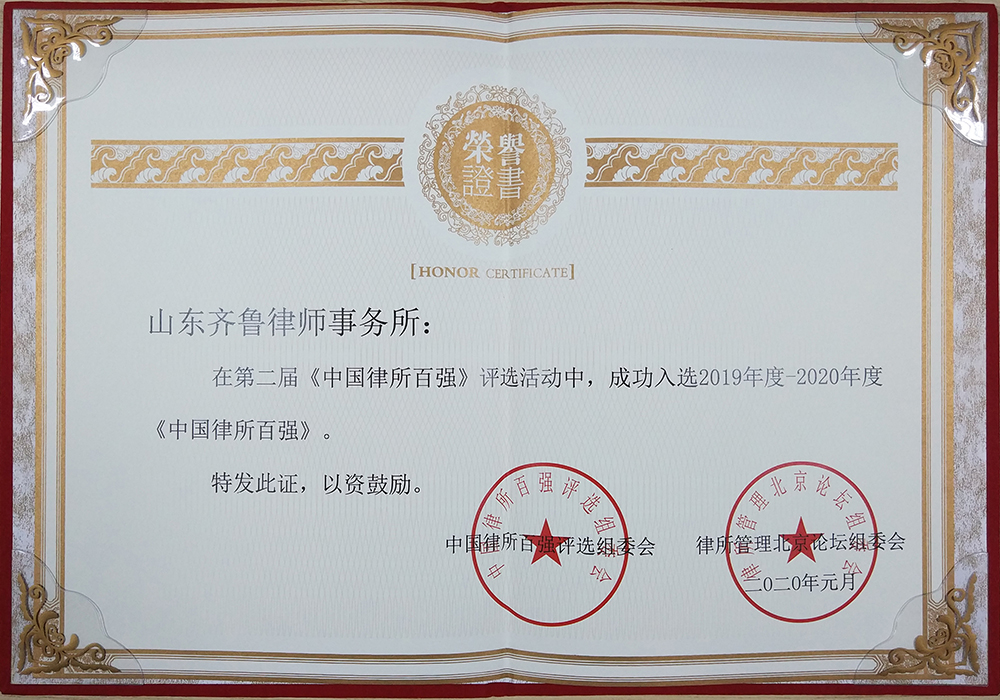 榮譽
證書
[HONOR CERTIFICATE]
山东齐鲁律师事务所：
在第二届《中国律所百强》评选活动中，成功入选2019年度-2020年度
《中国律所百强》。
特发此证，以资鼓励。
中国律所百强评选组委会
中国律所百强评选组委会
律所管理北京论坛组委会
律所管理北京论坛组委会
二〇二〇年元月